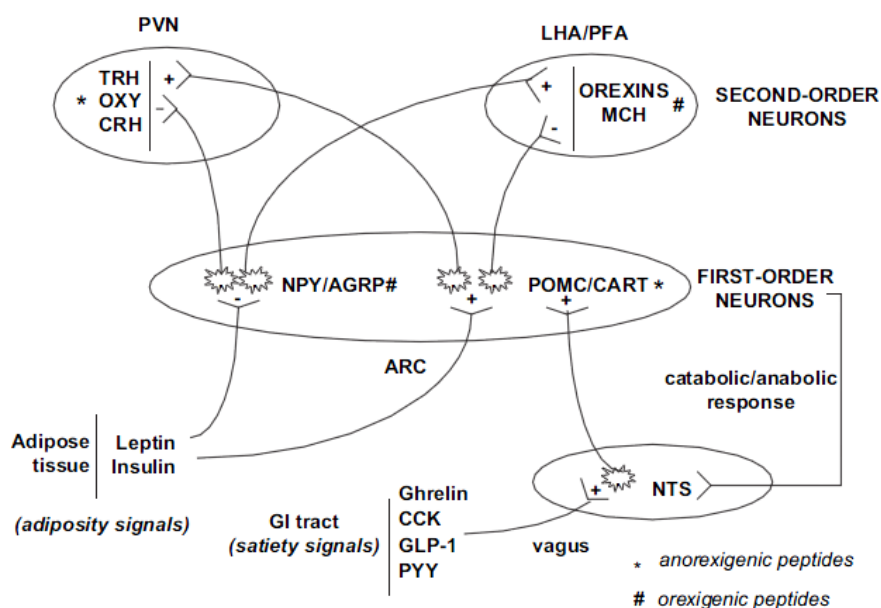 PVN
LHA/PFA
TRH
+
* OXY
-
CRH
+
OREXINS
MCH #
-
SECOND-ORDER
NEURONS
NPY/AGRP#
-
+
POMC/CART *
+
FIRST-ORDER
NEURONS
ARC
catabolic/anabolic
response
Adipose
tissue
Leptin
Insulin
(adiposity signals)
GI tract
(satiety signals)
Ghrelin
CCK
GLP-1
PYY
vagus
+
NTS
* anorexigenic peptides
# orexigenic peptides